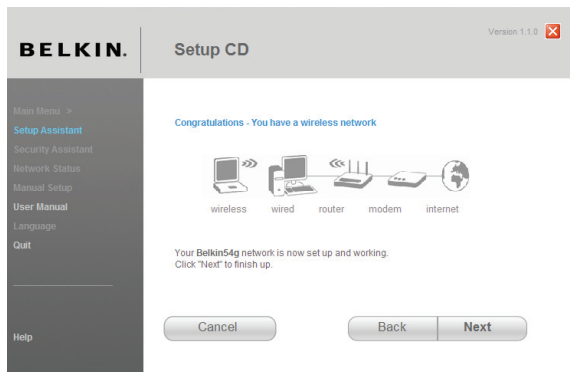 BELKIN.
Setup CD
Version 1.1.0
Main Menu >
Setup Assistant
Security Assistant
Network Status
Manual Setup
User Manual
Language
Quit
Help
Congratulations - You have a wireless network
wireless wired router modem internet
Your Belkin54g network is now set up and working.
Click "Next" to finish up.
Cancel
Back
Next